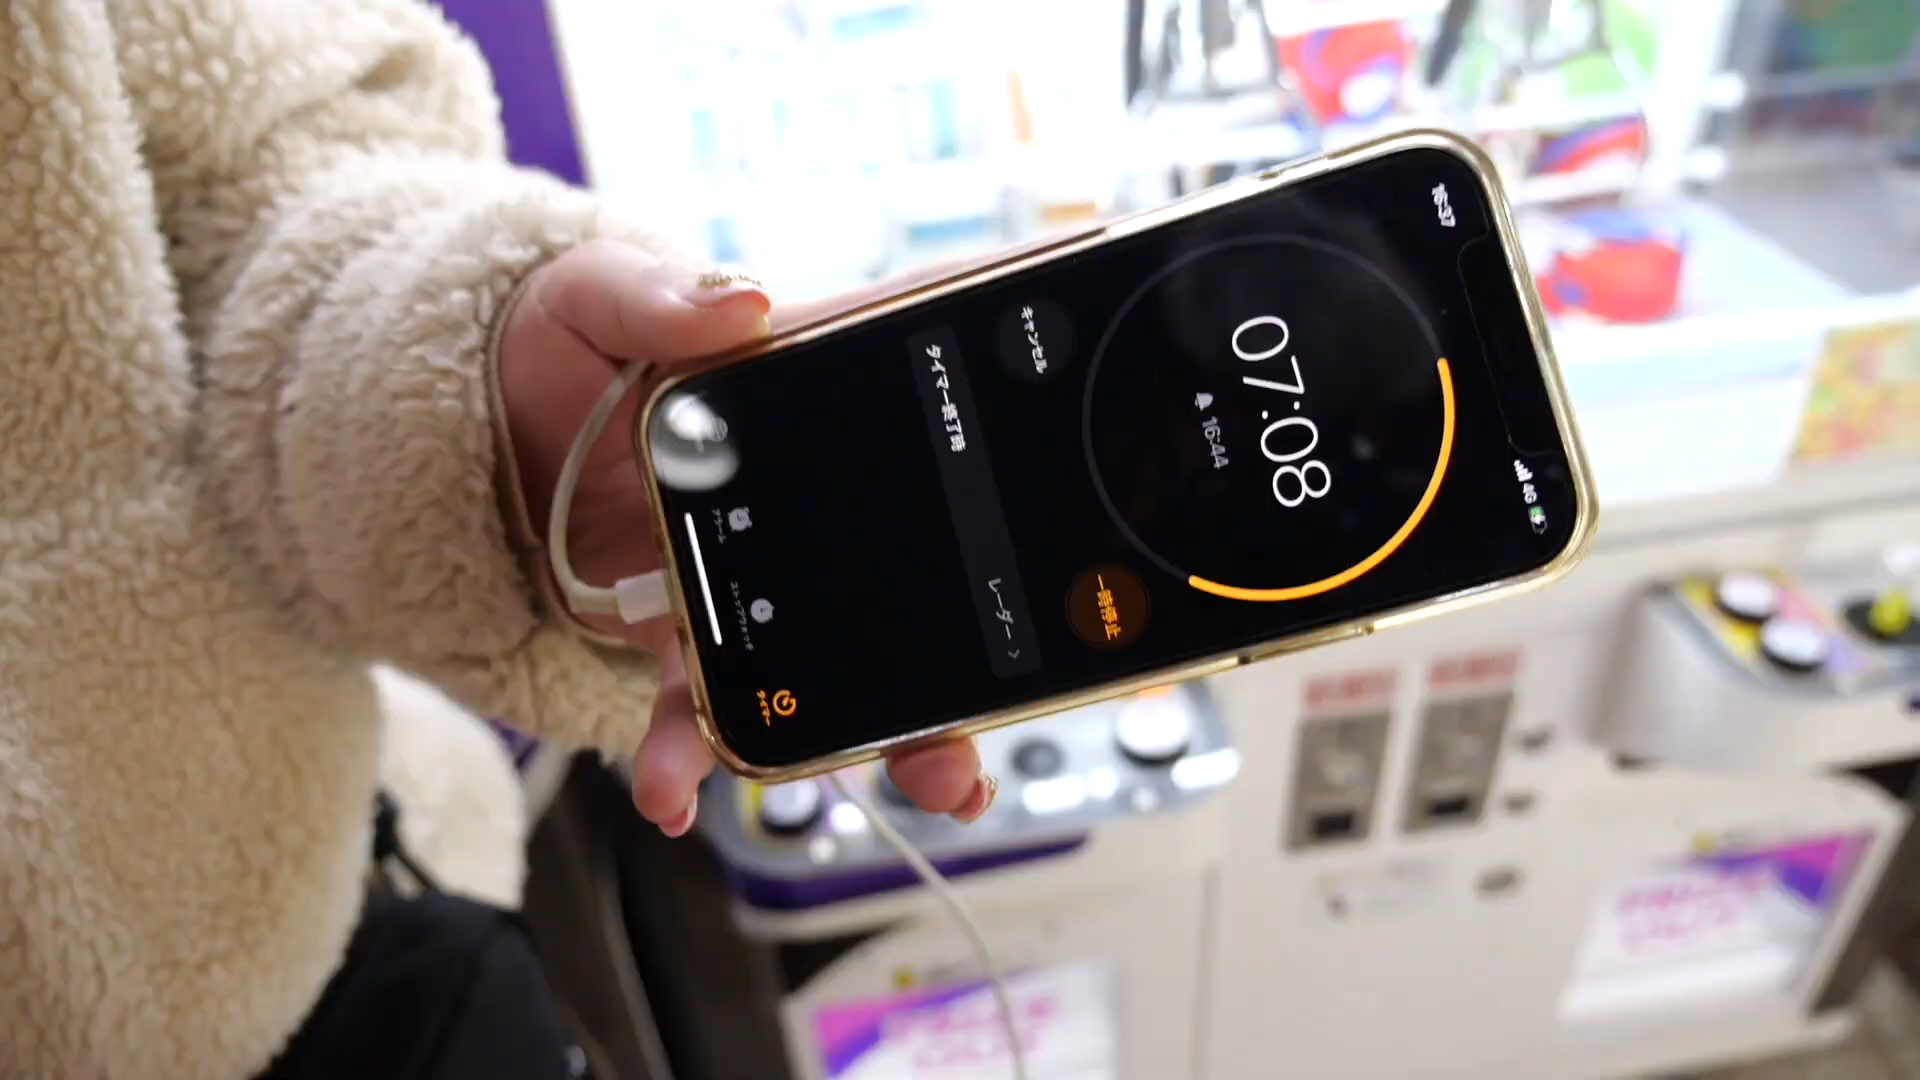 16:37
4G
07:08
16:44
キャンセル
一時停止
タイマー終了時
レーダー >
アラーム
ストップウォッチ
タイマー